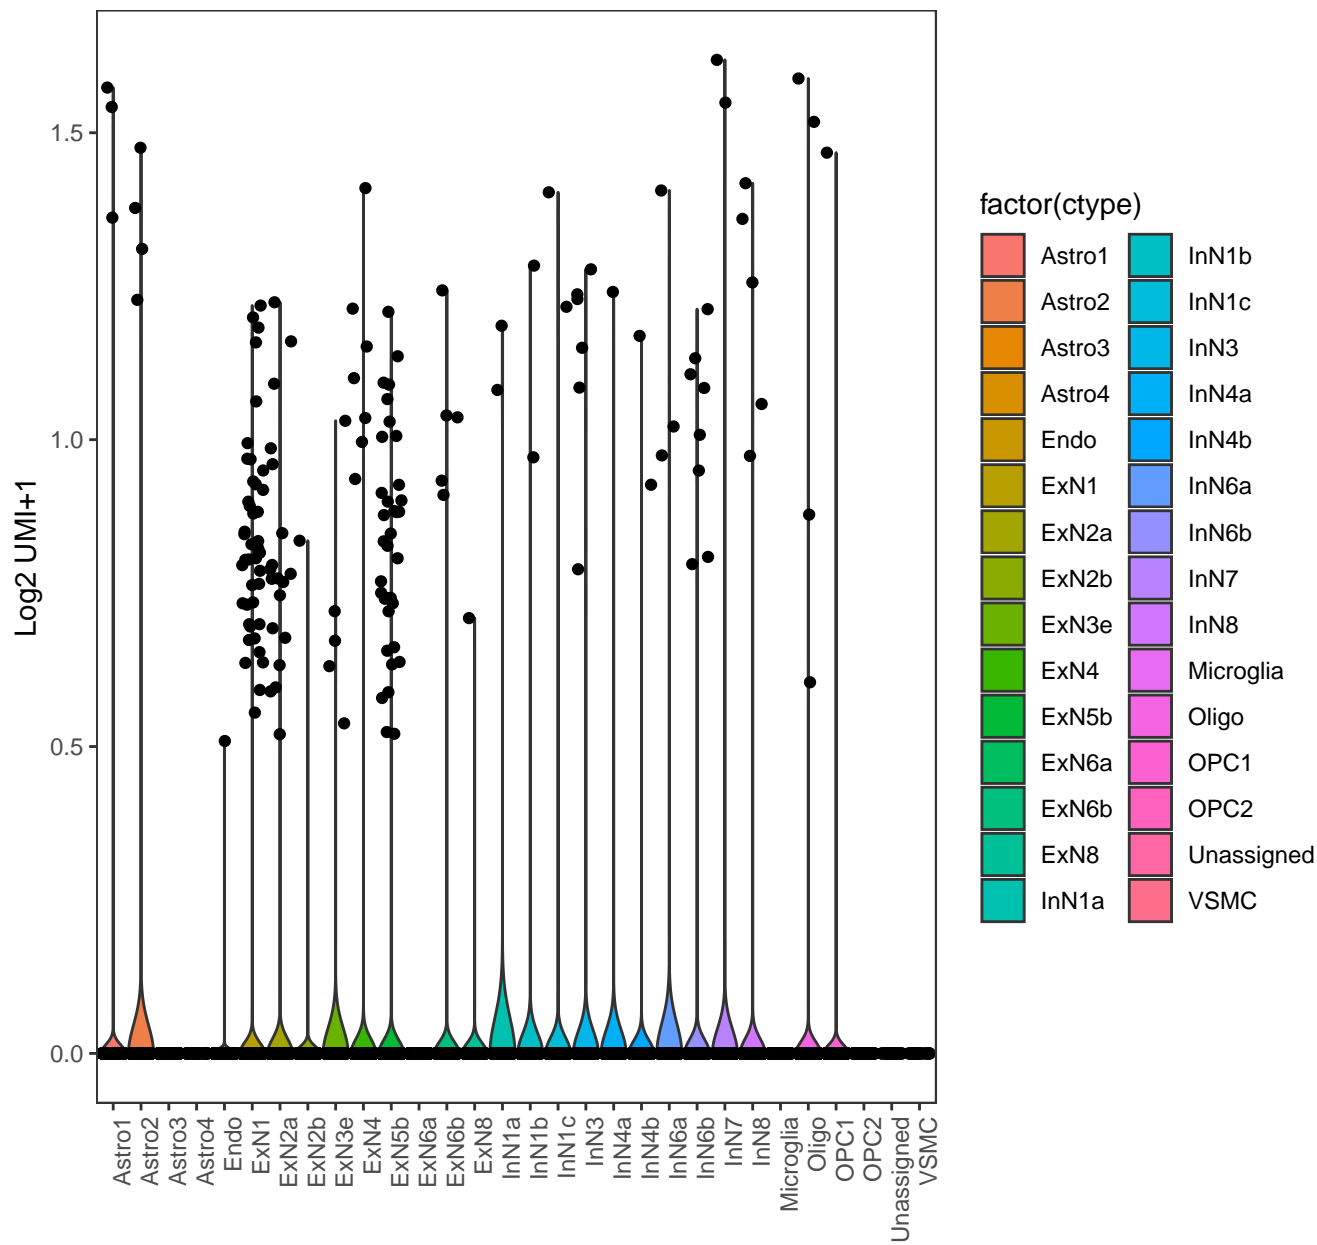 Log2 UMI+1
1.5
1.0
0.5
0.0
Astro1
Astro2
Astro3
Astro4
Endo
ExN1
ExN2a
ExN2b
ExN3e
ExN4
ExN5b
ExN6a
ExN6b
ExN8
InN1a
InN1b
InN1c
InN3
InN4a
InN4b
InN6a
InN6b
InN7
InN8
Microglia
Oligo
OPC1
OPC2
Unassigned
VSMC
factor(ctype)
Astro1
Astro2
Astro3
Astro4
Endo
ExN1
ExN2a
ExN2b
ExN3e
ExN4
ExN5b
ExN6a
ExN6b
ExN8
InN1a
InN1b
InN1c
InN3
InN4a
InN4b
InN6a
InN6b
InN7
InN8
Microglia
Oligo
OPC1
OPC2
Unassigned
VSMC